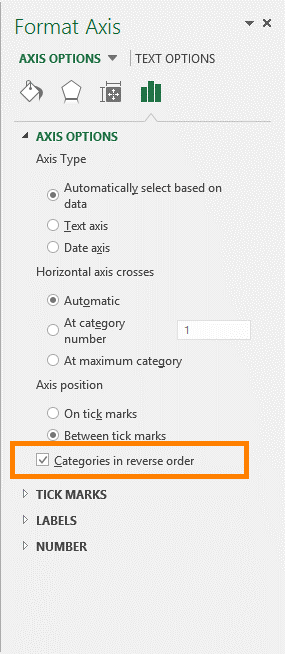 Format Axis
AXIS OPTIONS TEXT OPTIONS
AXIS OPTIONS
Axis Type
Automatically select based on
data
Text axis
Date axis
Horizontal axis crosses
Automatic
At category
number
1
At maximum category
Axis position
On tick marks
Between tick marks
Categories in reverse order
TICK MARKS
LABELS
NUMBER